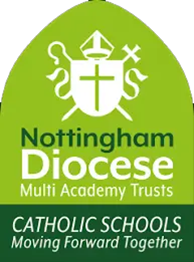 Nottingham
Diocese
Multi Academy Trusts
CATHOLIC SCHOOLS
Moving Forward Together